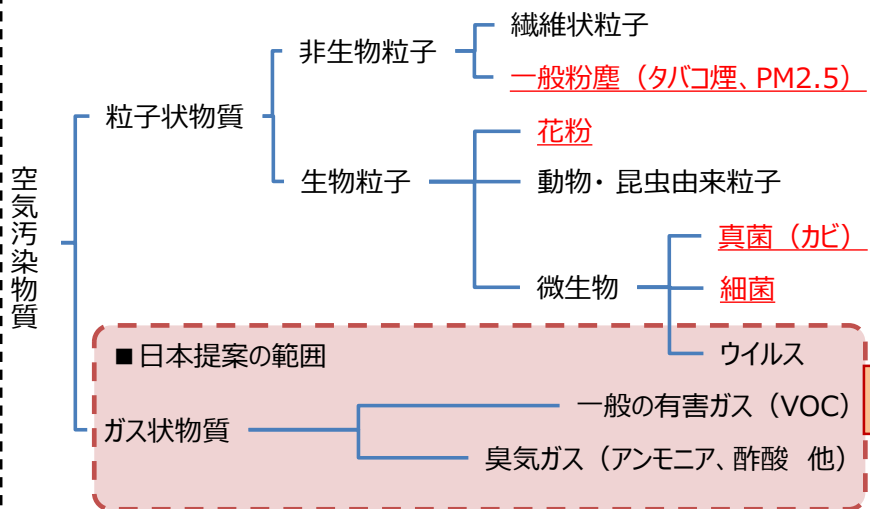 空気汚染物質
粒子状物質
非生物粒子
繊維状粒子
一般粉塵（タバコ煙、PM2.5）
生物粒子
花粉
動物・昆虫由来粒子
微生物
真菌（カビ）
細菌
ウイルス
■日本提案の範囲
ガス状物質
一般の有害ガス（VOC）
臭気ガス（アンモニア、酢酸 他）